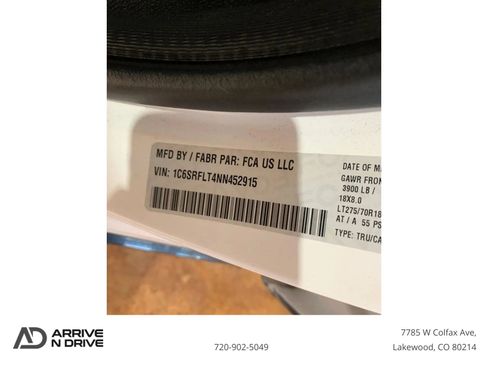 MFD BY / FABR PAR: FCA US LLC
VIN: 1C6SRFLT4NN452915
DATE OF M
GAWR FRON
3900 LB /
18X8.0
LT275/70R18
AT / A 55 PS
TYPE: TRU/CA
AD ARRIVE
N DRIVE
720-902-5049
7785 W Colfax Ave,
Lakewood, CO 80214